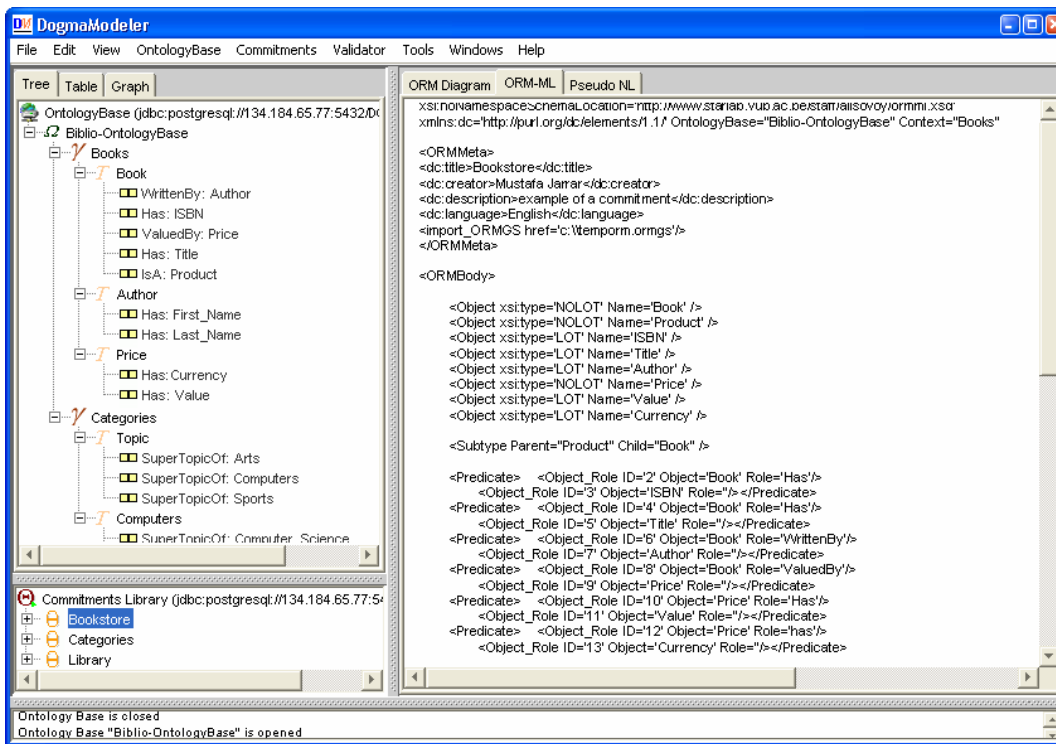 DogmaModeler
File Edit View OntologyBase Commitments Validator Tools Windows Help
Tree Table Graph
OntologyBase (jdbc:postgresql://134.184.65.77:5432/D
Biblio-OntologyBase
Books
Book
WrittenBy: Author
Has: ISBN
ValuedBy: Price
Has: Title
IsA: Product
Author
Has: First_Name
Has: Last_Name
Price
Has:Currency
Has: Value
Categories
Topic
SuperTopicOf: Arts
SuperTopicOf: Computers
SuperTopicOf: Sports
Computers
SuperTopicOf: Computer_Science
Commitments Library (jdbc:postgresql://134.184.65.77:54
Bookstore
Categories
Library
ORM Diagram ORM-ML Pseudo NL
xsi:noNamespaceSchemaLocation='http://www.starlab.vub.ac.be/staff/alisovoy/ormml.xsd'
xmlns:dc='http://purl.org/dc/elements/1.1/' OntologyBase="Biblio-OntologyBase" Context="Books"
<ORMMeta>
<dc:title>Bookstore</dc:title>
<dc:creator>Mustafa Jarrar</dc:creator>
<dc:description>example of a commitment</dc:description>
<dc:language>English</dc:language>
<import_ORMGS href='c:\\temporm.ormgs'/>
</ORMMeta>
<ORMBody>
<Object xsi:type='NOLOT' Name='Book' />
<Object xsi:type='NOLOT' Name='Product' />
<Object xsi:type='LOT' Name='ISBN' />
<Object xsi:type='LOT' Name='Title' />
<Object xsi:type='LOT' Name='Author' />
<Object xsi:type='NOLOT' Name='Price' />
<Object xsi:type='LOT' Name='Value' />
<Object xsi:type='LOT' Name='Currency' />
<Subtype Parent="Product" Child="Book" />
<Predicate> <Object_Role ID='2' Object='Book' Role='Has'/>
<Object_Role ID='3' Object='ISBN' Role=''/></Predicate>
<Predicate> <Object_Role ID='4' Object='Book' Role='Has'/>
<Object_Role ID='5' Object='Title' Role=''/></Predicate>
<Predicate> <Object_Role ID='6' Object='Book' Role='WrittenBy'/>
<Object_Role ID='7' Object='Author' Role=''/></Predicate>
<Predicate> <Object_Role ID='8' Object='Book' Role='ValuedBy'/>
<Object_Role ID='9' Object='Price' Role=''/></Predicate>
<Predicate> <Object_Role ID='10' Object='Price' Role='Has'/>
<Object_Role ID='11' Object='Value' Role=''/></Predicate>
<Predicate> <Object_Role ID='12' Object='Price' Role='has'/>
<Object_Role ID='13' Object='Currency' Role=''/></Predicate>
Ontology Base is closed
Ontology Base "Biblio-OntologyBase" is opened